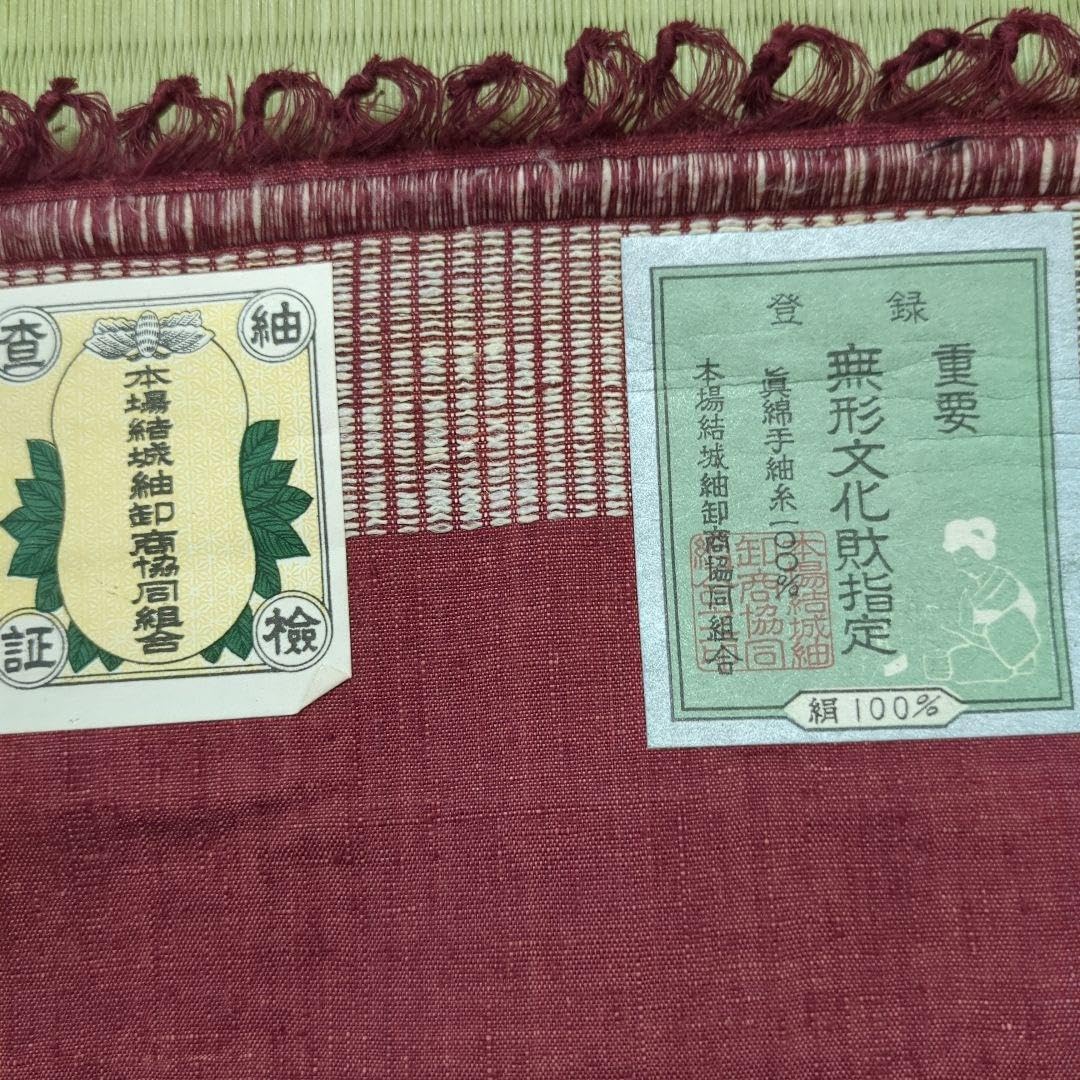 紬
検
査
証
本場結城紬卸商協同組合
登録
重要
無形文化財指定
眞綿手紬糸一〇〇%
本場結城紬卸商協同組合
本場結城紬
卸商協同
絹100%